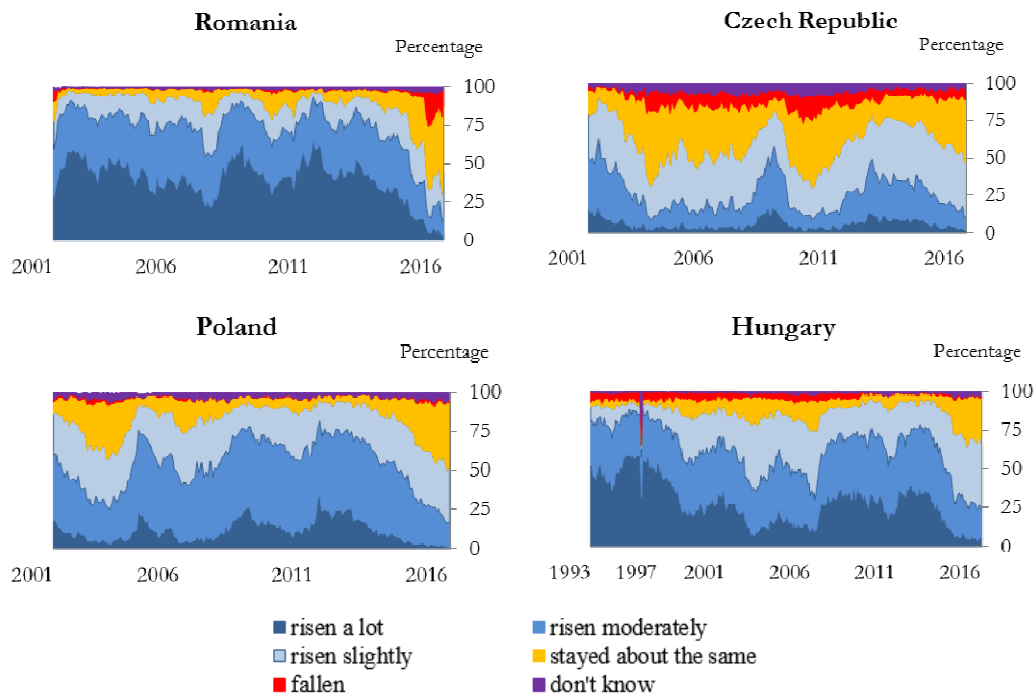 Romania
Percentage
100
75
50
25
0
2001 2006 2011 2016
Czech Republic
Percentage
100
75
50
25
0
2001 2006 2011 2016
Poland
Percentage
100
75
50
25
0
2001 2006 2011 2016
Hungary
Percentage
100
75
50
25
0
1993 1997 2001 2006 2011 2016
risen a lot risen moderately
risen slightly stayed about the same
fallen don't know